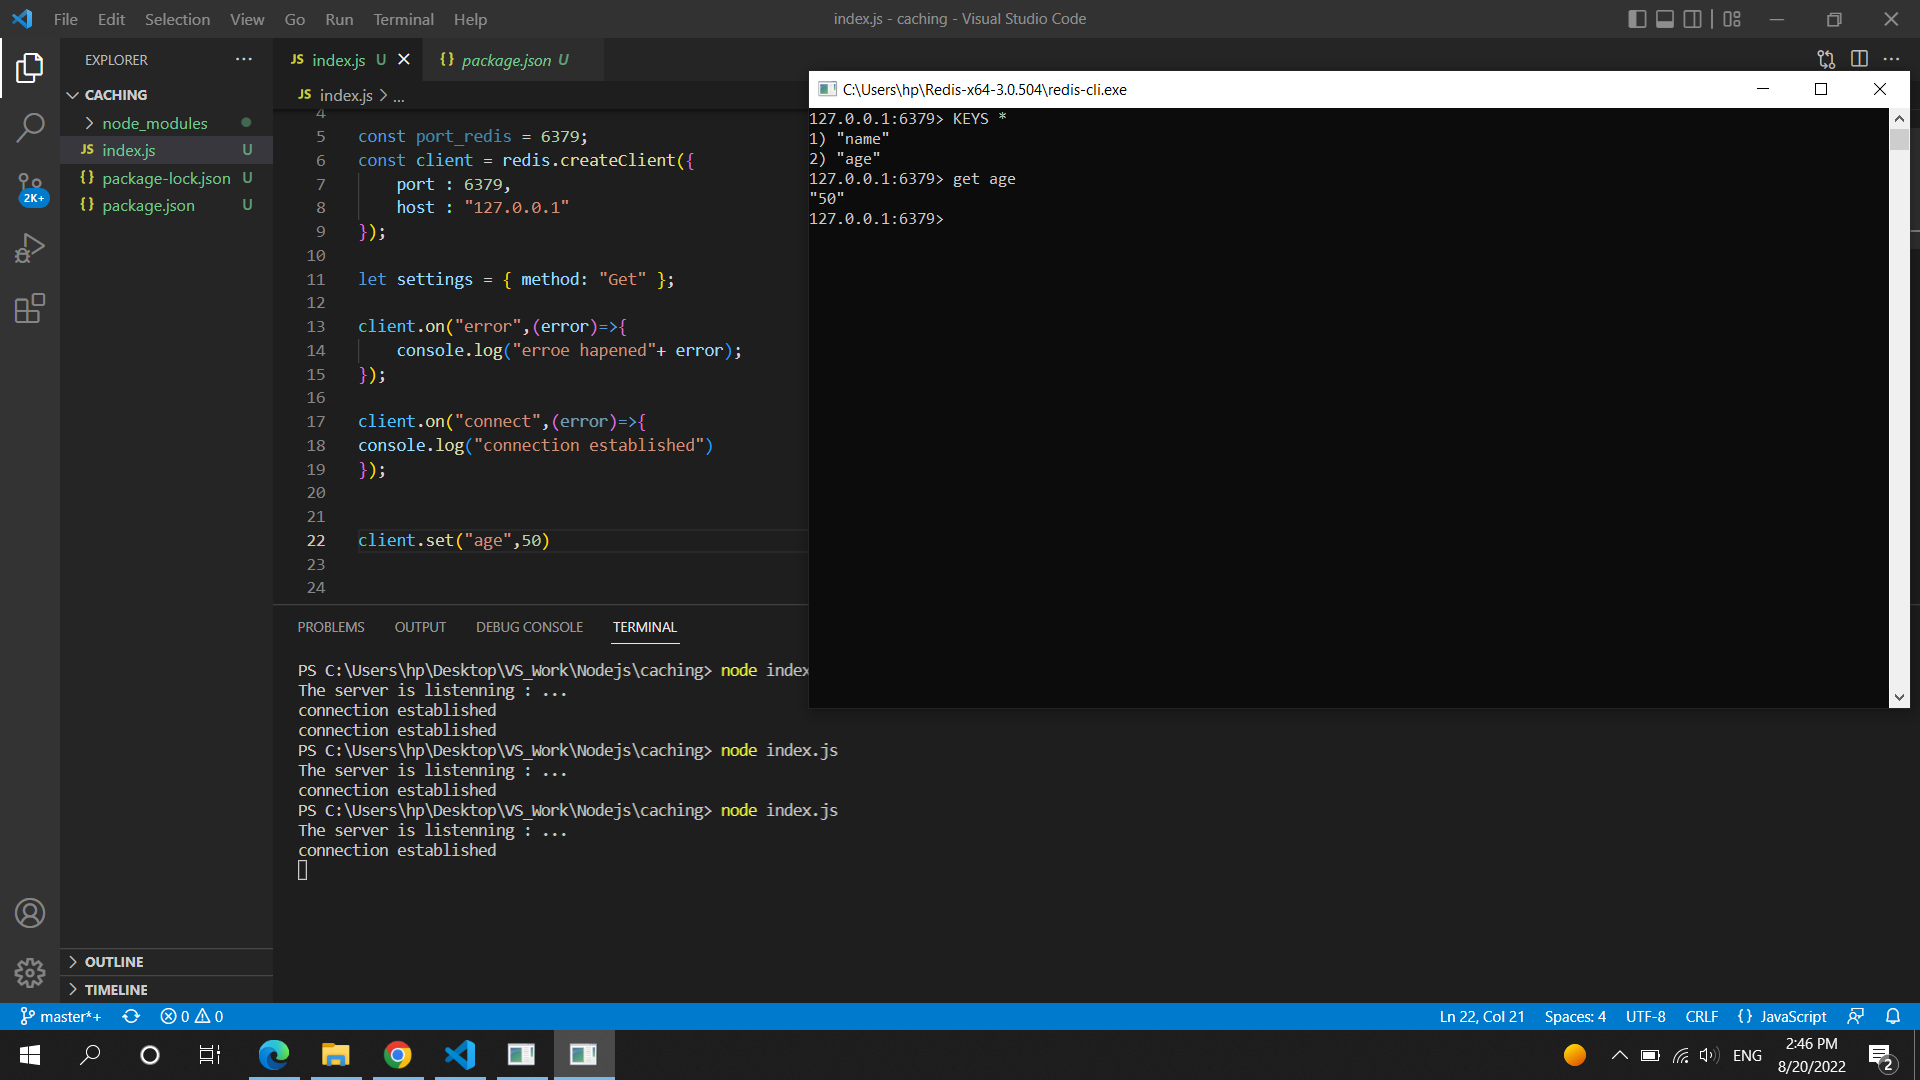 File Edit Selection View Go Run Terminal Help
index.js - caching - Visual Studio Code
EXPLORER
CACHING
node_modules
JS index.js U
{} package-lock.json U
{} package.json U
OUTLINE
TIMELINE
2K+
JS index.js U
{} package.json U
JS index.js > ...
4
5 const port_redis = 6379;
6 const client = redis.createClient({
7 port : 6379,
8 host : "127.0.0.1"
9 });
10
11 let settings = { method: "Get" };
12
13 client.on("error",(error)=>{
14 console.log("erroe hapened"+ error);
15 });
16
17 client.on("connect",(error)=>{
18 console.log("connection established")
19 });
20
21
22 client.set("age",50)
23
24
C:\Users\hp\Redis-x64-3.0.504\redis-cli.exe
127.0.0.1:6379> KEYS *
1) "name"
2) "age"
127.0.0.1:6379> get age
"50"
127.0.0.1:6379>
PROBLEMS OUTPUT DEBUG CONSOLE TERMINAL
PS C:\Users\hp\Desktop\VS_Work\Nodejs\caching> node index
The server is listenning : ...
connection established
connection established
PS C:\Users\hp\Desktop\VS_Work\Nodejs\caching> node index.js
The server is listenning : ...
connection established
PS C:\Users\hp\Desktop\VS_Work\Nodejs\caching> node index.js
The server is listenning : ...
connection established
master*+ 0 0
Ln 22, Col 21 Spaces: 4 UTF-8 CRLF {} JavaScript
ENG
2:46 PM
8/20/2022
2